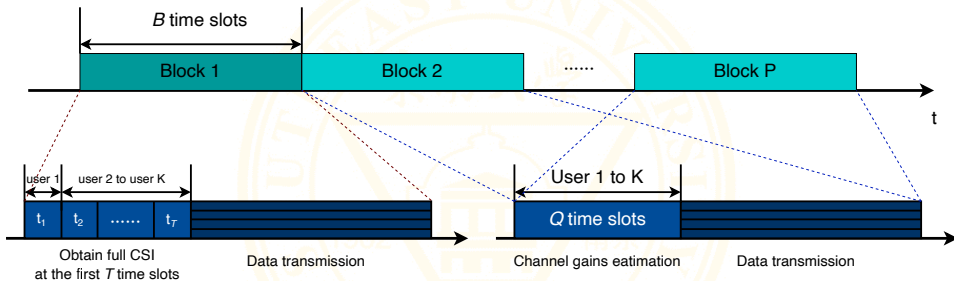 B time slots
Block 1
Block 2
......
Block P
t
user 1
user 2 to user K
User 1 to K
t1
t2
......
tT
Q time slots
Obtain full CSI
at the first T time slots
Data transmission
Channel gains eatimation
Data transmission